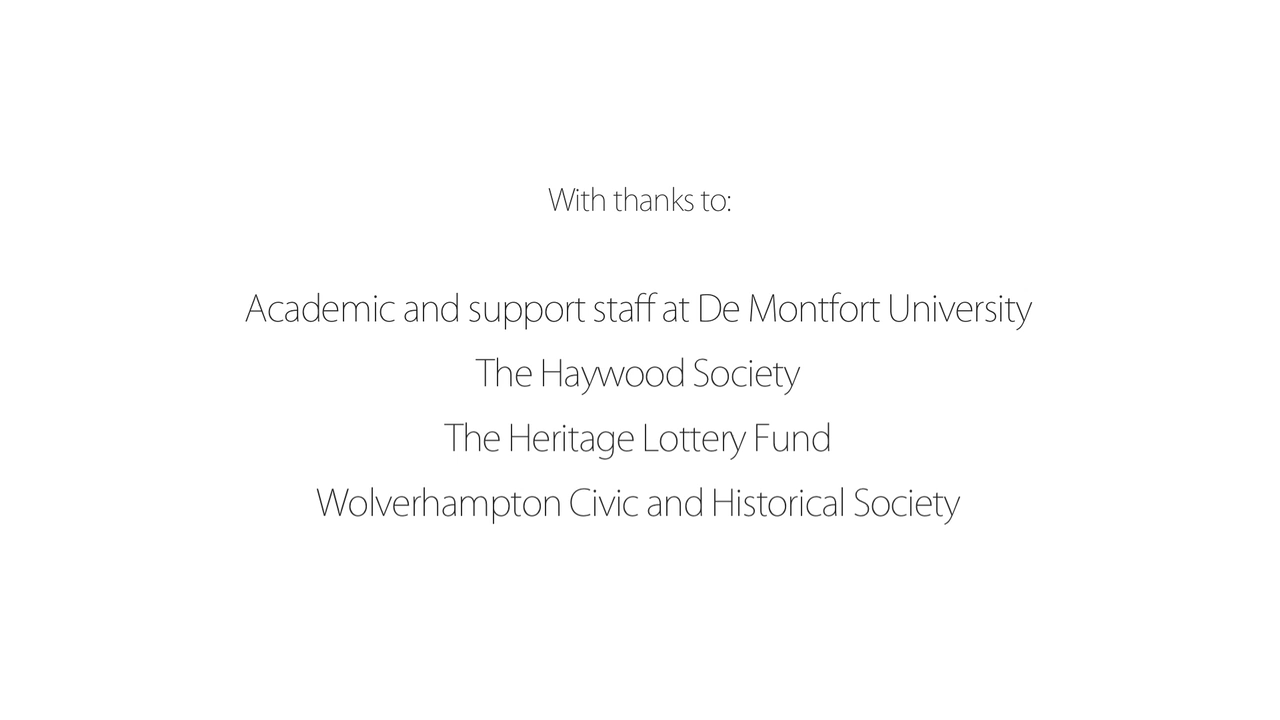 With thanks to:
Academic and support staff at De Montfort University
The Haywood Society
The Heritage Lottery Fund
Wolverhampton Civic and Historical Society